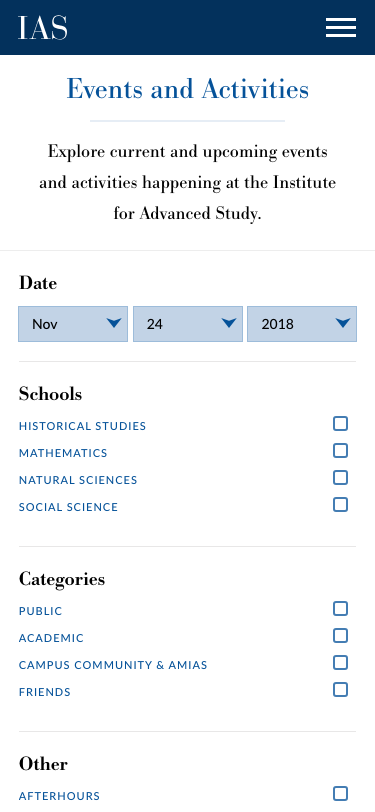 IAS
Events and Activities
Explore current and upcoming events
and activities happening at the Institute
for Advanced Study.
Date
Nov 24 2018
Schools
HISTORICAL STUDIES
MATHEMATICS
NATURAL SCIENCES
SOCIAL SCIENCE
Categories
PUBLIC
ACADEMIC
CAMPUS COMMUNITY & AMIAS
FRIENDS
Other
AFTERHOURS